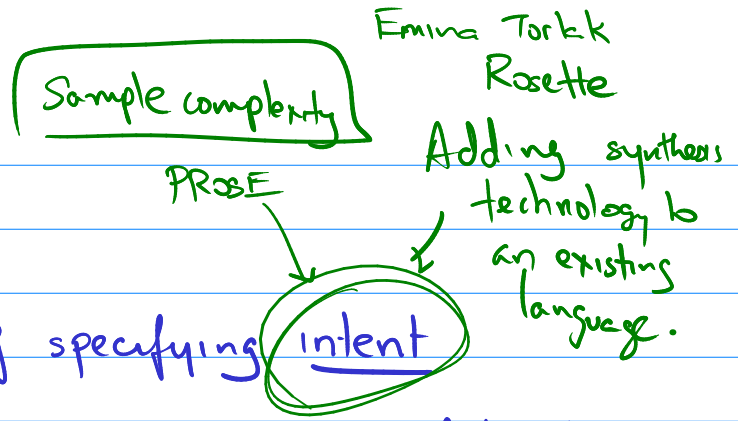 Emina Torlak
Rosette
Sample complexity
Adding synthesis
technology to
an existing
language.
PROSE
specifying intent